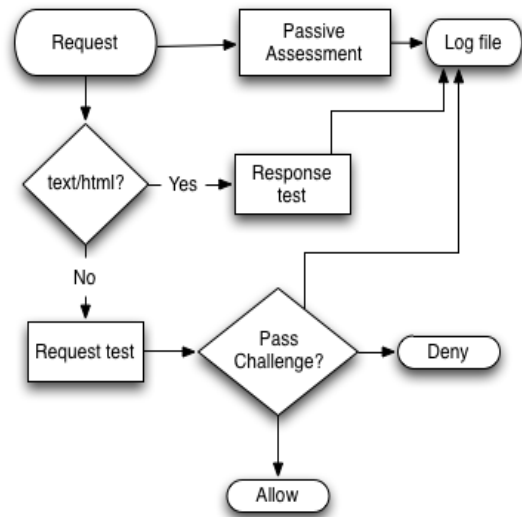 Request
Passive
Assessment
Log file
text/html?
Yes
Response
test
No
Request test
Pass
Challenge?
Deny
Allow